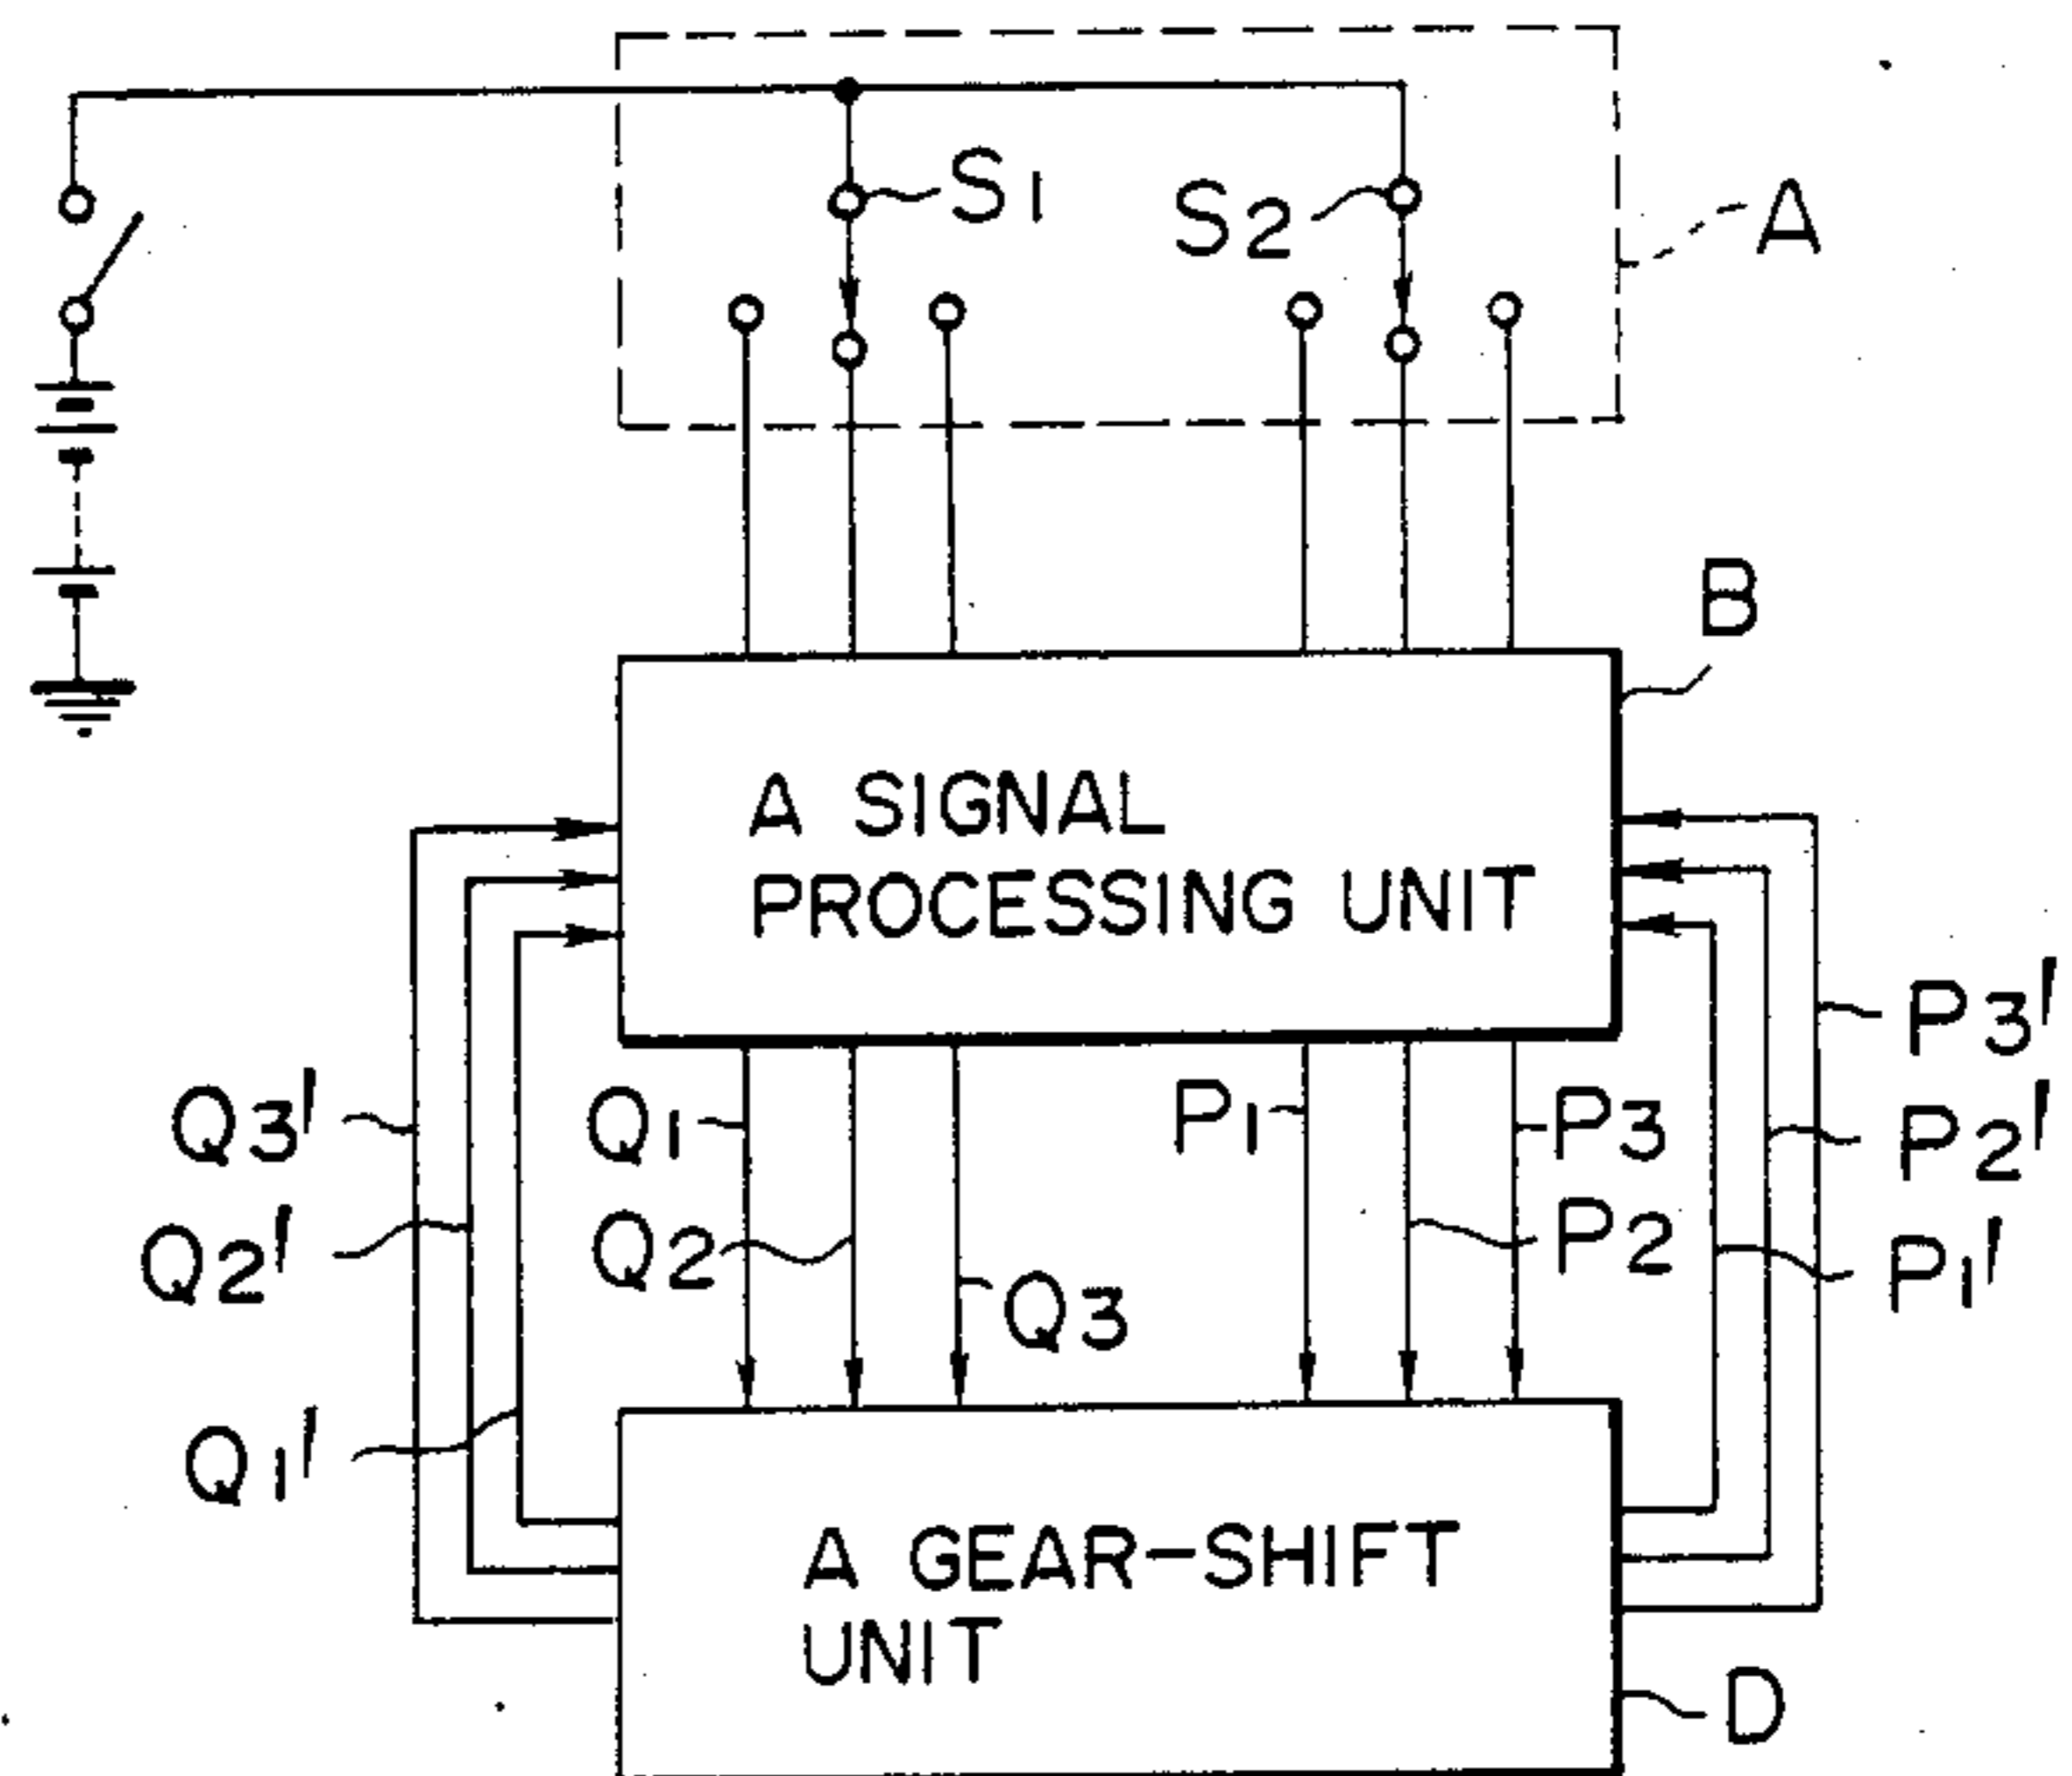 S1
S2
A
B
A SIGNAL
PROCESSING UNIT
P3'
Q3'
Q1
P1
P3
P2'
Q2'
Q2
P2
P1'
Q3
Q1'
A GEAR-SHIFT
UNIT
D